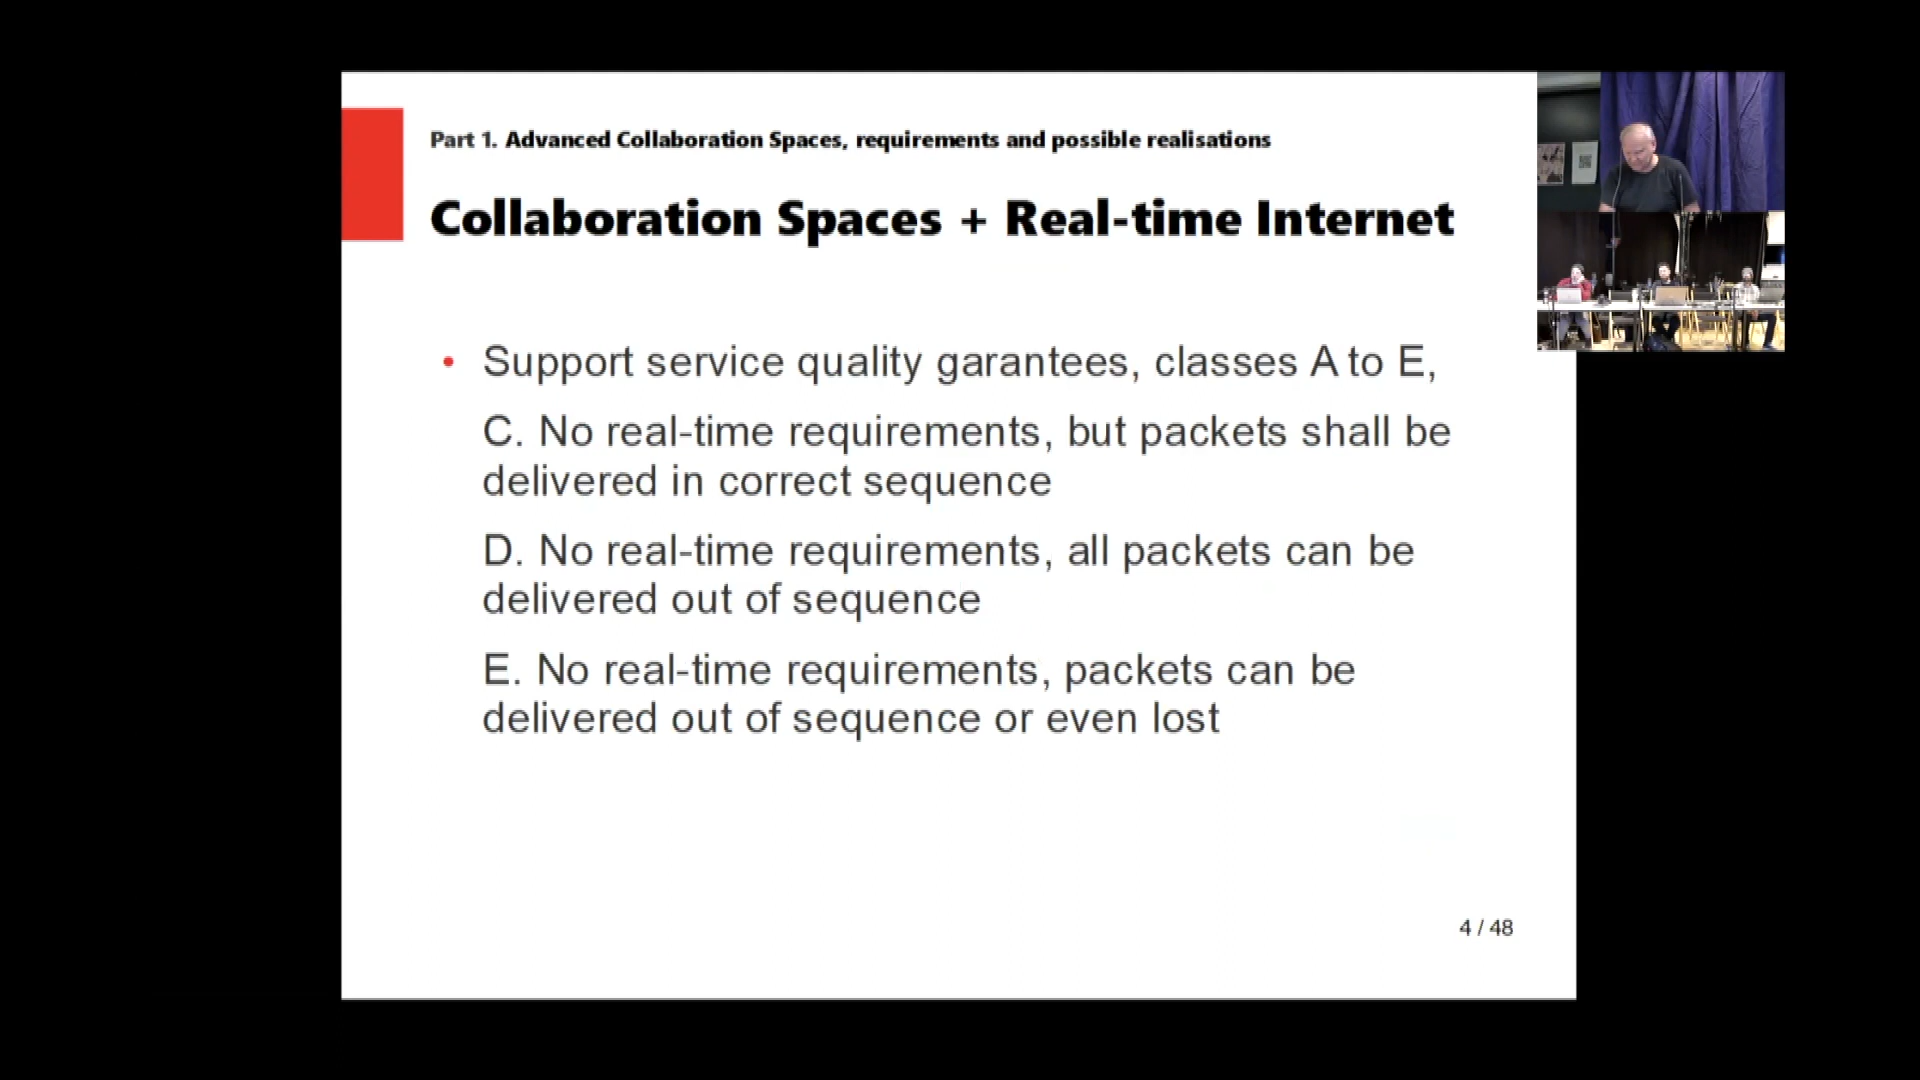 Part 1. Advanced Collaboration Spaces, requirements and possible realisations
Collaboration Spaces + Real-time Internet
• Support service quality garantees, classes A to E,
C. No real-time requirements, but packets shall be
delivered in correct sequence
D. No real-time requirements, all packets can be
delivered out of sequence
E. No real-time requirements, packets can be
delivered out of sequence or even lost
4 / 48